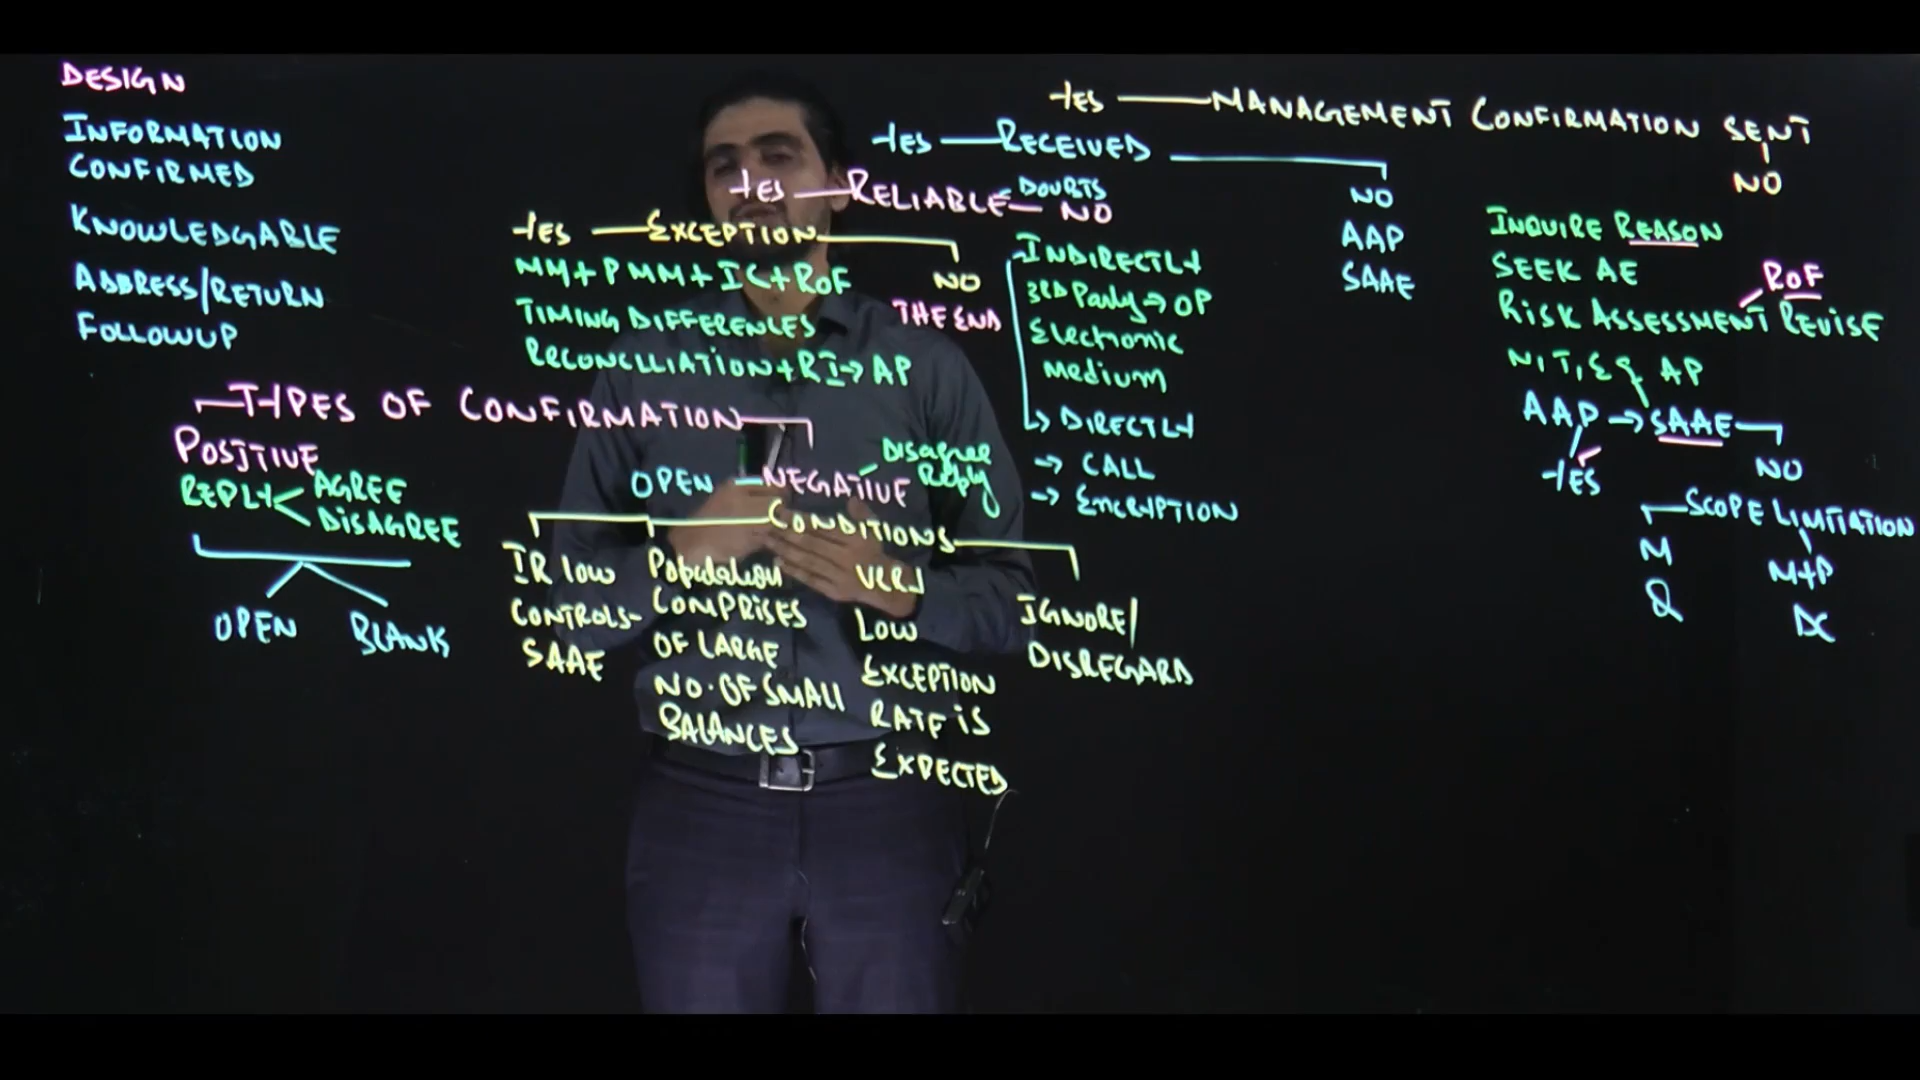 DESIGN
INFORMATION
CONFIRMED
KNOWLEDGABLE
ADDRESS/RETURN
FOLLOWUP
YES — MANAGEMENT CONFIRMATION SENT
NO
YES — RECEIVED
NO
AAP
SAAE
YES — RELIABLE — NO
DOUBTS
YES — EXCEPTION
NO
THE END
MM + PMM + IC + ROF
TIMING DIFFERENCES
RECONCLIATION + RI → AP
INDIRECTLY
3RD Party → OP
Electronic
Medium
↳ DIRECTLY
→ CALL
→ ENCRYPTION
INQUIRE REASON
SEEK AE
ROF
RISK ASSESSMENT REVISE
N, T, E of AP
AAP → SAAE
YES
NO
SCOPE LIMTIATION
M
Q
M+P
DC
TYPES OF CONFIRMATION
POSITIVE
REPLY < AGREE
DISAGREE
OPEN
BLANK
OPEN — NEGATIVE
Disagree
Reply
CONDITIONS
IR low
CONTROLS-
SAAE
Population
COMPRISES
OF LARGE
NO. OF SMALL
BALANCES
VERY
LOW
EXCEPTION
RATE IS
EXPECTED
IGNORE/
DISREGARD